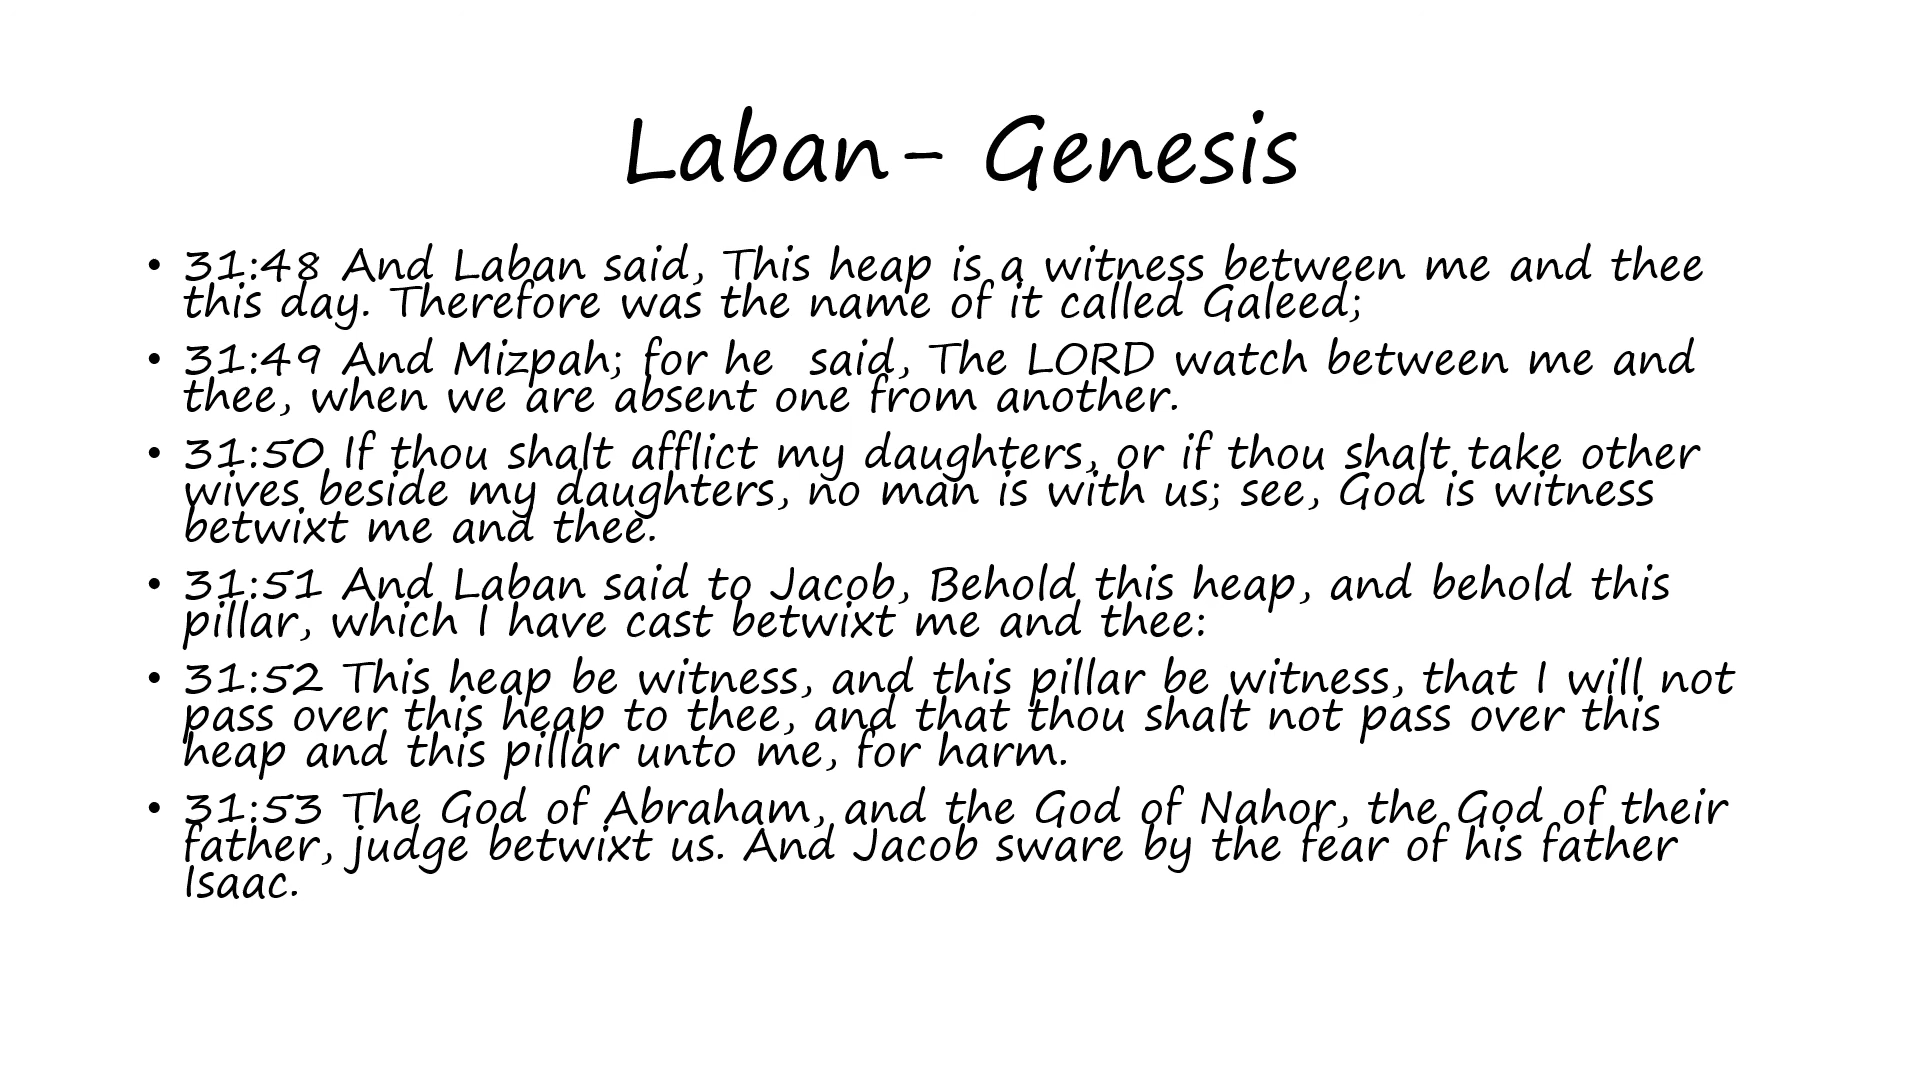 Laban- Genesis
• 31:48 And Laban said, This heap is a witness between me and thee
this day. Therefore was the name of it called Galeed;
• 31:49 And Mizpah; for he  said, The LORD watch between me and
thee, when we are absent one from another.
• 31:50 If thou shalt afflict my daughters, or if thou shalt take other
wives beside my daughters, no man is with us; see, God is witness
betwixt me and thee.
• 31:51 And Laban said to Jacob, Behold this heap, and behold this
pillar, which I have cast betwixt me and thee:
• 31:52 This heap be witness, and this pillar be witness, that I will not
pass over this heap to thee, and that thou shalt not pass over this
heap and this pillar unto me, for harm.
• 31:53 The God of Abraham, and the God of Nahor, the God of their
father, judge betwixt us. And Jacob sware by the fear of his father
Isaac.